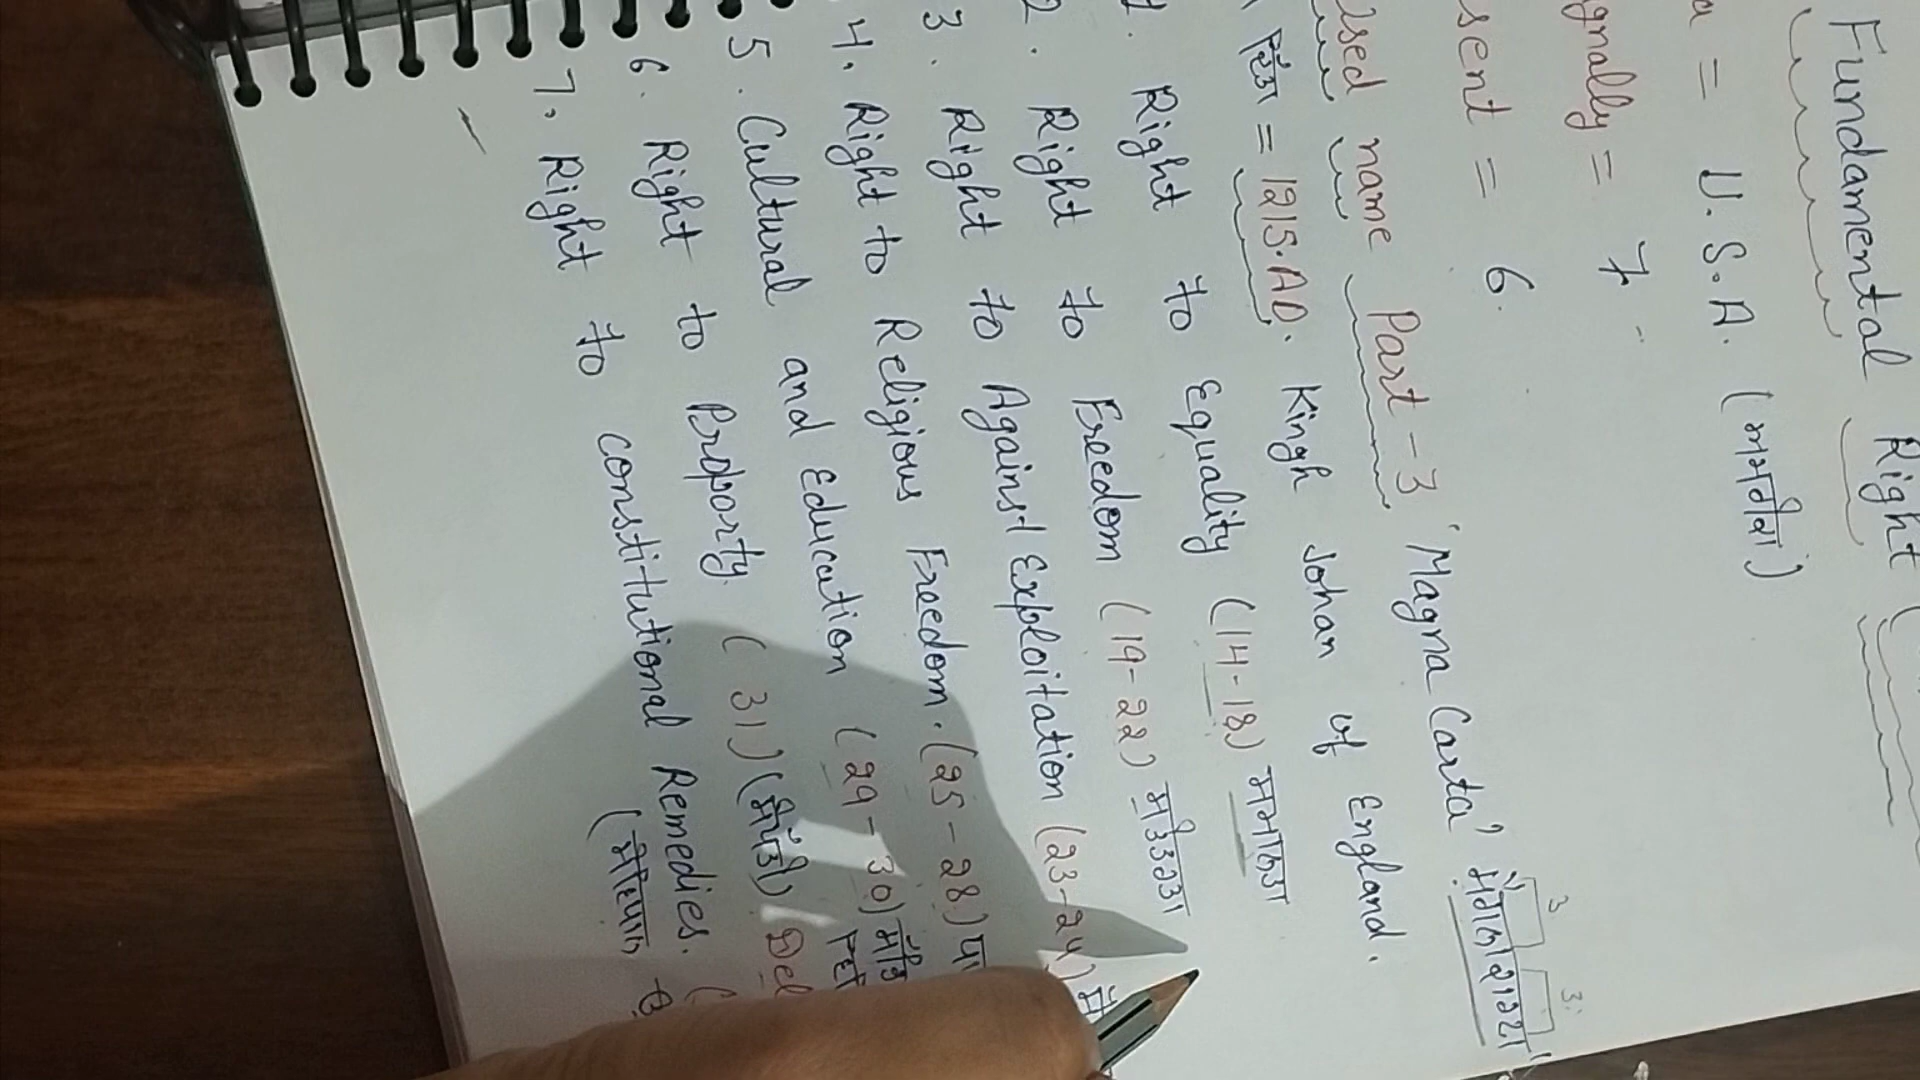 Fundamental Right (
a = U.S.A. (अमरीका)
gnally = 7
sent = 6.
used name Part-3 'Magna Carta'
= 1215.AD. Kingh Johan of England.
1. Right to Equality (14-18)
2. Right to Freedom (19-22)
3. Right to Against Exploitation (23-24)
4. Right to Religious Freedom. (25-28)
5. Cultural and Education (29-30)
6. Right to Property. (31) Del
7. Right to constitutional Remedies. (